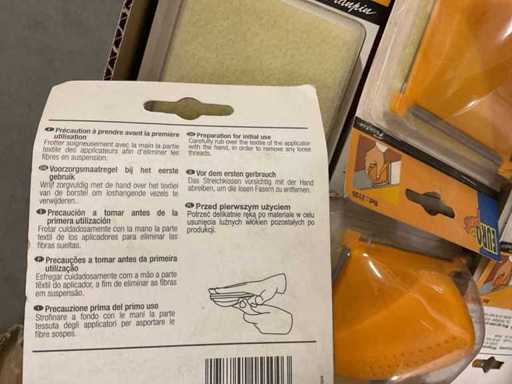 Précaution à prendre avant la première
utilisation
Frotter soigneusement avec la main la partie
textile des applicateurs afin d'éliminer les
fibres en suspension.
Voorzorgsmaatregel bij het eerste
gebruik
Wrijf zorgvuldig met de hand over het textiel
van de borstel om loshangende vezels te
verwijderen.
Precaución a tomar antes de la
primera utilización
Frotar cuidadosamente con la mano la parte
textil de los aplicadores para eliminar las
fibras sueltas.
Precauções a tomar antes da primeira
utilização
Esfregar cuidadosamente com a mão a parte
têxtil do aplicador, a fim de eliminar as fibras
em suspensão.
Precauzione prima del primo uso
Strofinare a fondo con le mani la parte
tessuta degli applicatori per asportare le
fibre sospes.
Preparation for initial use
Carefully rub over the textile of the applicator
with the hand, in order to remove any loose
threads.
Vor dem ersten gerbrauch
Das Streichkissen vorsichtig mit der Hand
abreiben, um die losen Fasern zu entfernen.
Przed pierwszym użyciem
Potrzeć delikatnie ręką po materiale w celu
usunięcia luźnych włókien pozostałych po
produkcji.
EURO